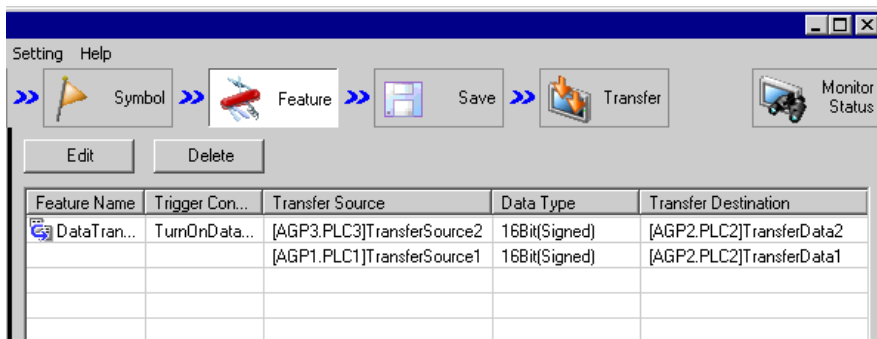 Setting Help
Symbol Feature Save Transfer Monitor Status
Edit Delete
Feature Name Trigger Con... Transfer Source Data Type Transfer Destination
DataTran... TurnOnData... [AGP3.PLC3]TransferSource2 16Bit(Signed) [AGP2.PLC2]TransferData2
[AGP1.PLC1]TransferSource1 16Bit(Signed) [AGP2.PLC2]TransferData1